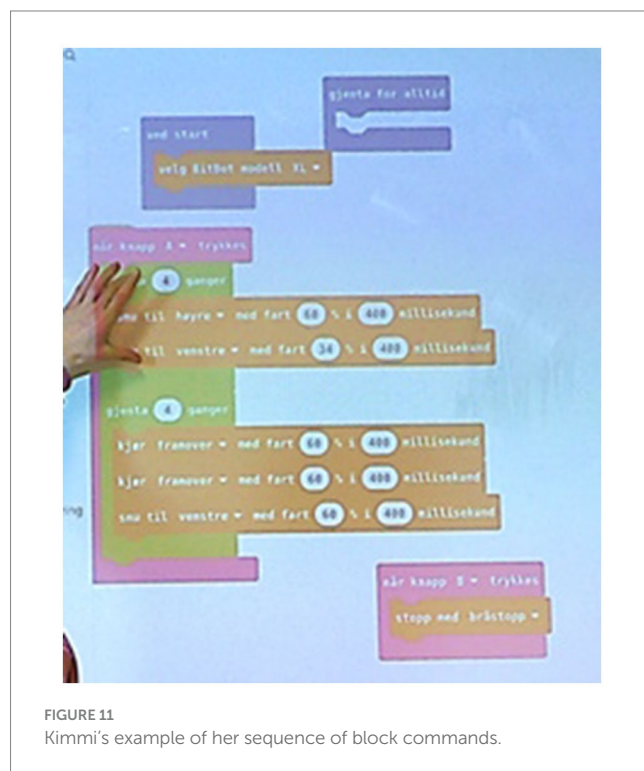 gjenta for alltid
ved start
velg BitBot modell XL
når knapp A trykkes
4 ganger
til høyre med fart 60 % i 400 millisekund
til venstre med fart 34 % i 400 millisekund
gjenta 4 ganger
kjør framover med fart 60 % i 400 millisekund
kjør framover med fart 60 % i 400 millisekund
snu til venstre med fart 60 % i 400 millisekund
ng
når knapp B trykkes
stopp med bråstopp
FIGURE 11
Kimmi's example of her sequence of block commands.